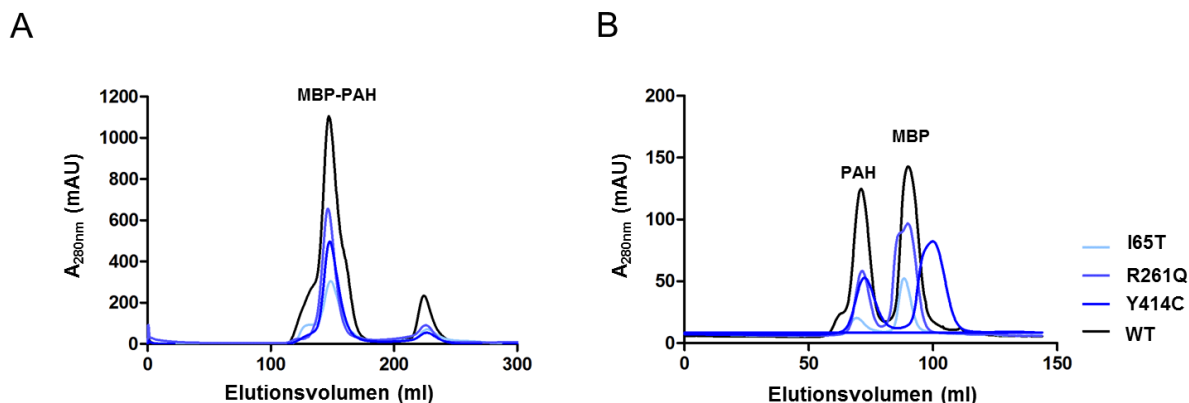 A
MBP-PAH
1200
1000
800
600
400
200
0
A280nm (mAU)
0 100 200 300
Elutionsvolumen (ml)
B
200
150
100
50
0
A280nm (mAU)
PAH
MBP
0 50 100 150
Elutionsvolumen (ml)
I65T
R261Q
Y414C
WT